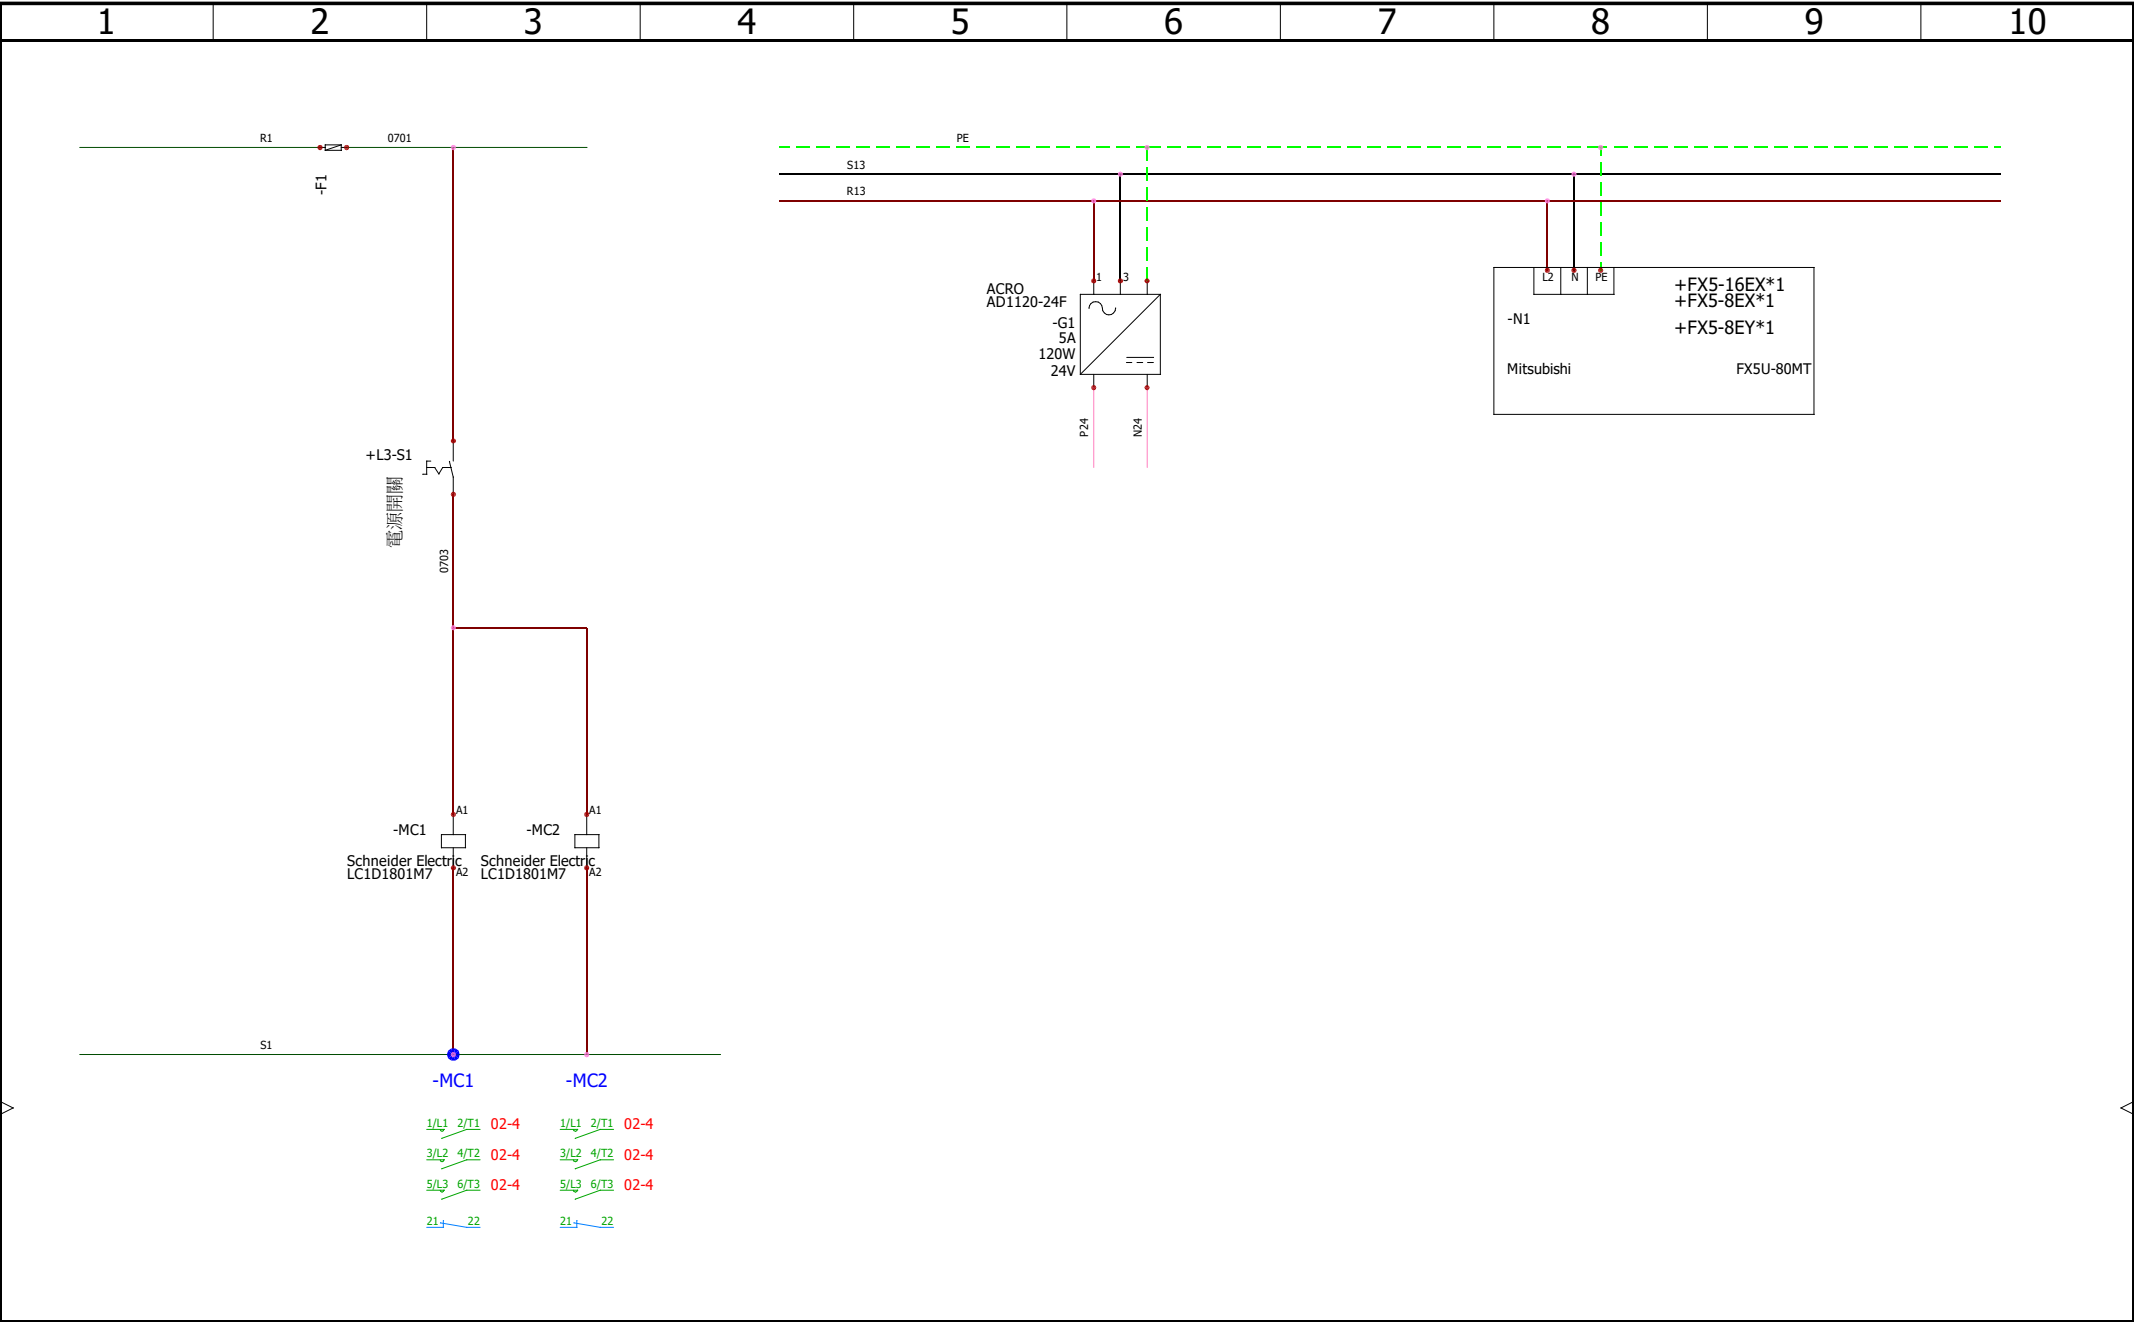 1 2 3 4 5 6 7 8 9 10
R1 0701
-F1
+L3-S1
電源開關
0703
A1 A1
-MC1 -MC2
Schneider Electric Schneider Electric
LC1D1801M7 LC1D1801M7
A2 A2
S1
-MC1 -MC2
1/L1 2/T1 02-4 1/L1 2/T1 02-4
3/L2 4/T2 02-4 3/L2 4/T2 02-4
5/L3 6/T3 02-4 5/L3 6/T3 02-4
21 22 21 22
PE
S13
R13
1 3
ACRO
AD1120-24F
-G1
5A
120W
24V
P24 N24
L2 N PE
+FX5-16EX*1
+FX5-8EX*1
-N1
+FX5-8EY*1
Mitsubishi FX5U-80MT